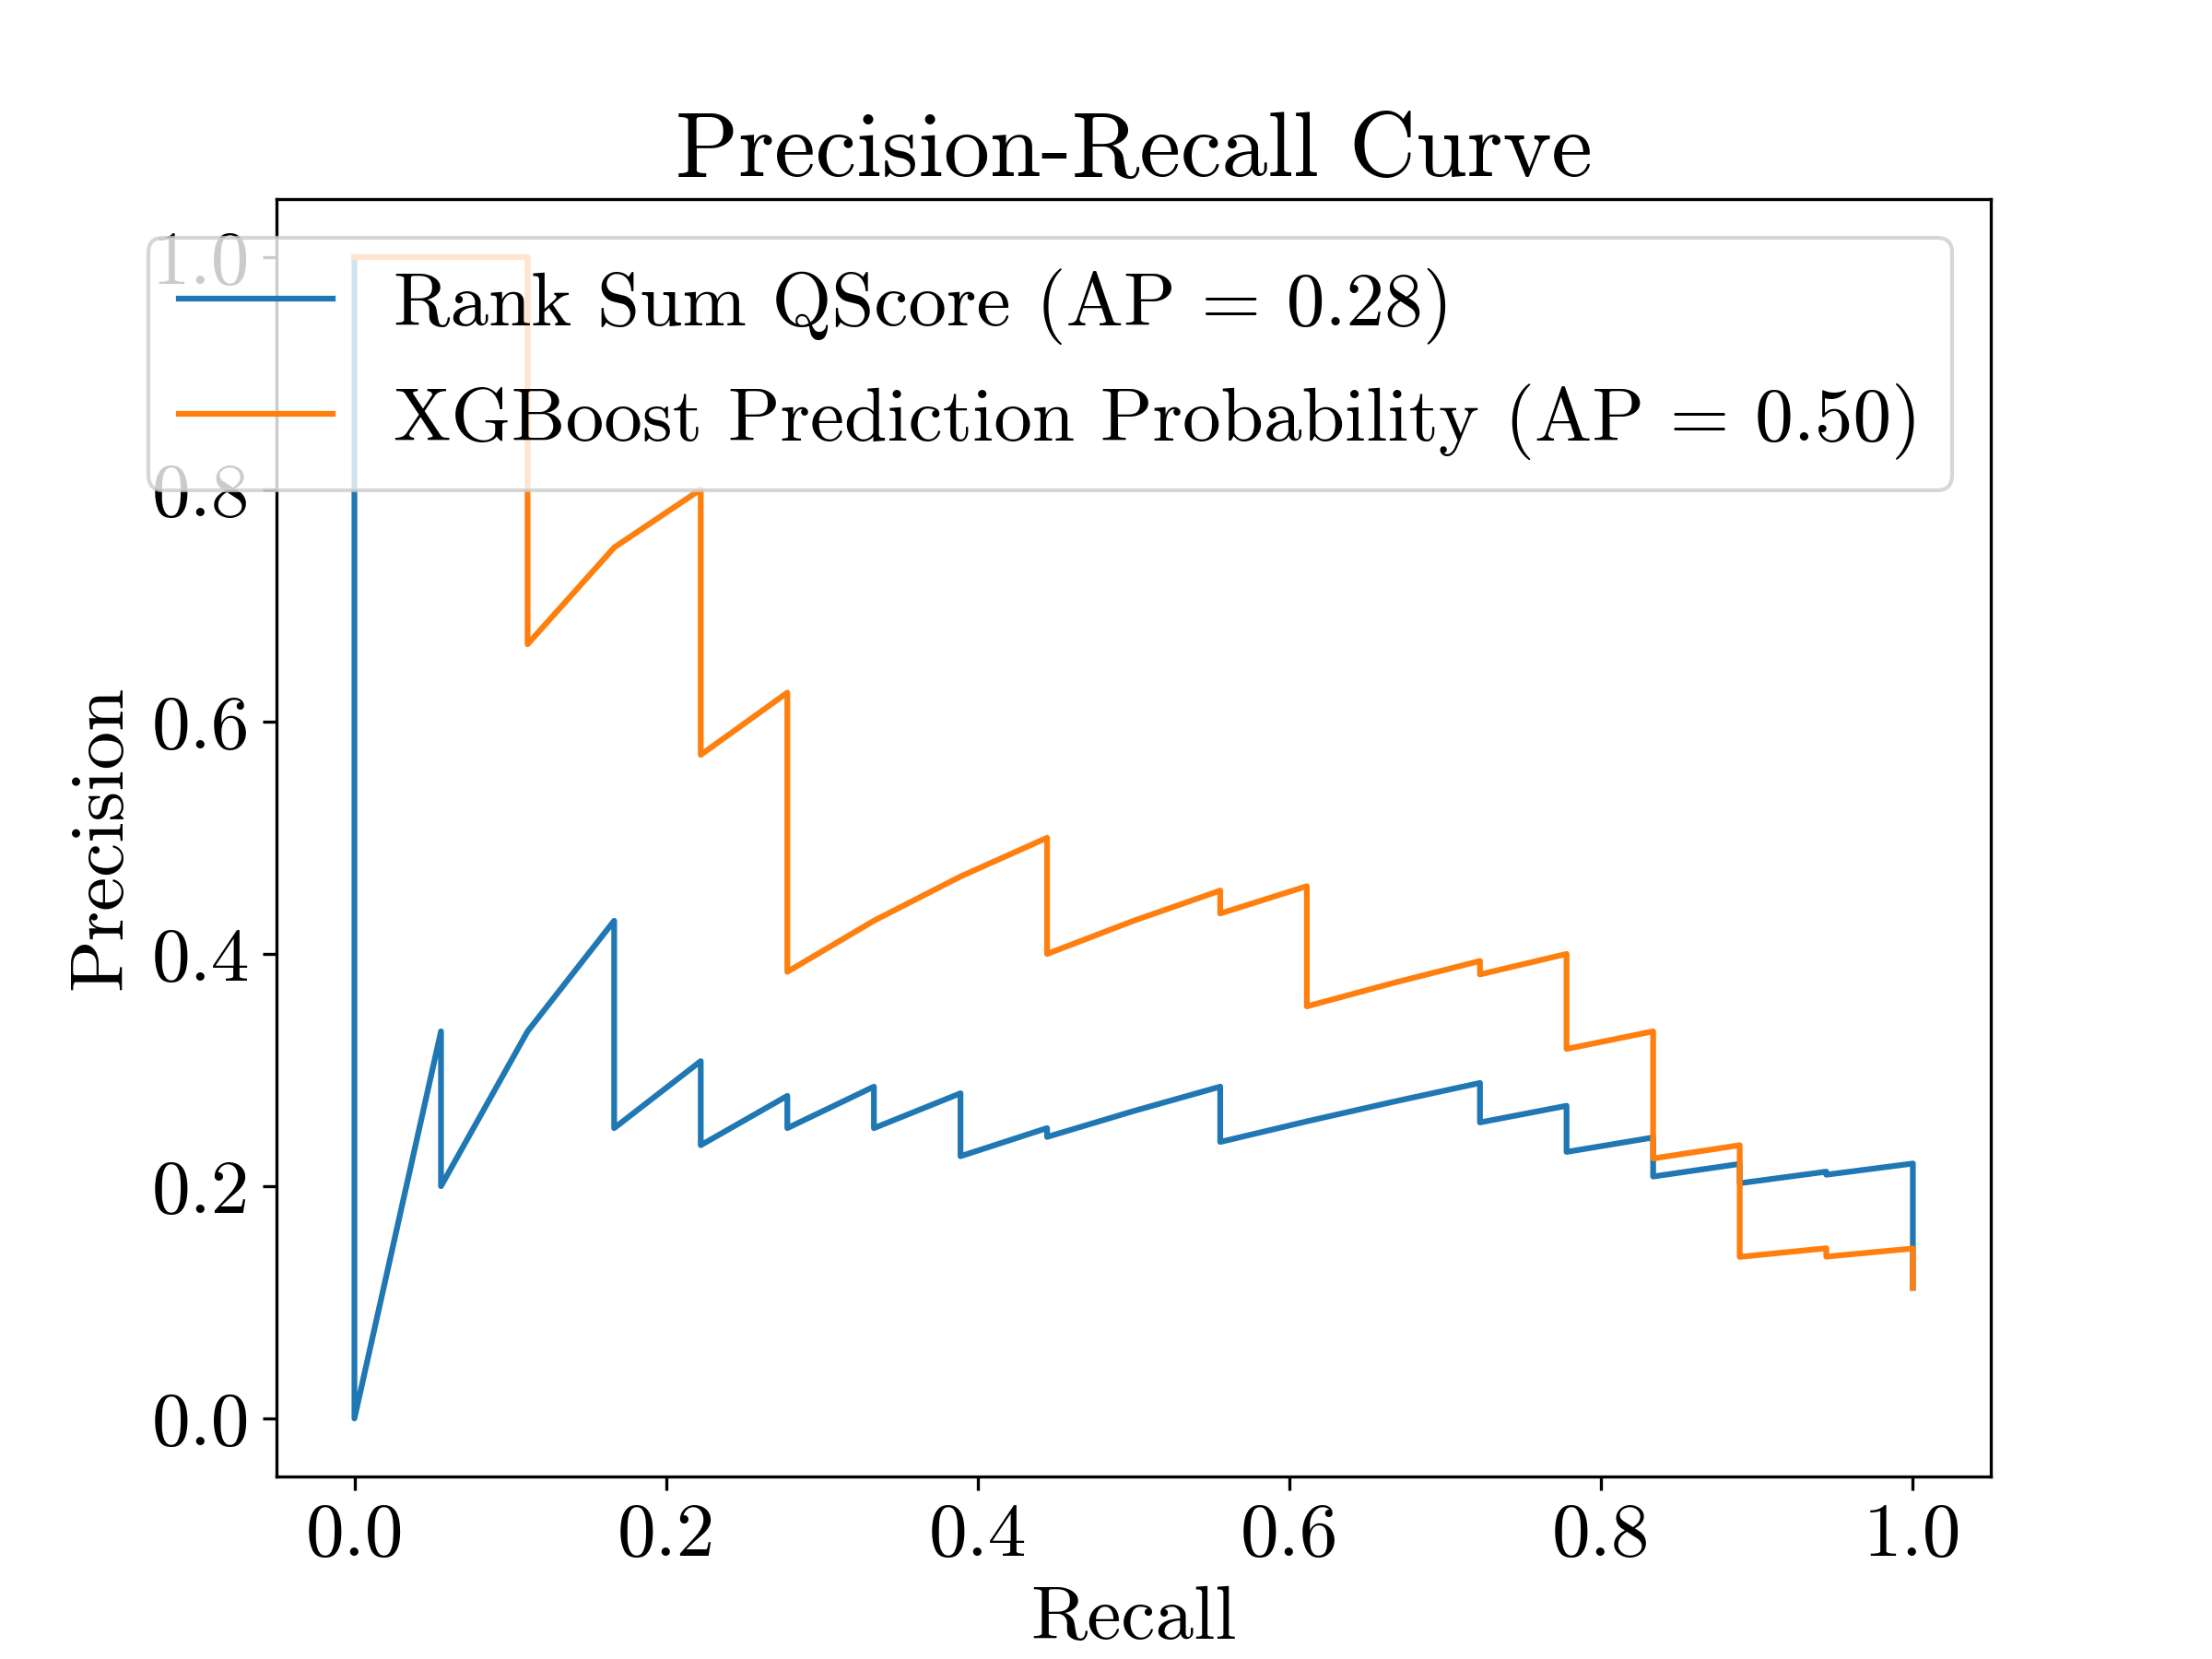 Precision-Recall Curve
1.0
Rank Sum QScore (AP = 0.28)
XGBoost Prediction Probability (AP = 0.50)
0.8
0.6
Precision
0.4
0.2
0.0
0.0 0.2 0.4 0.6 0.8 1.0
Recall